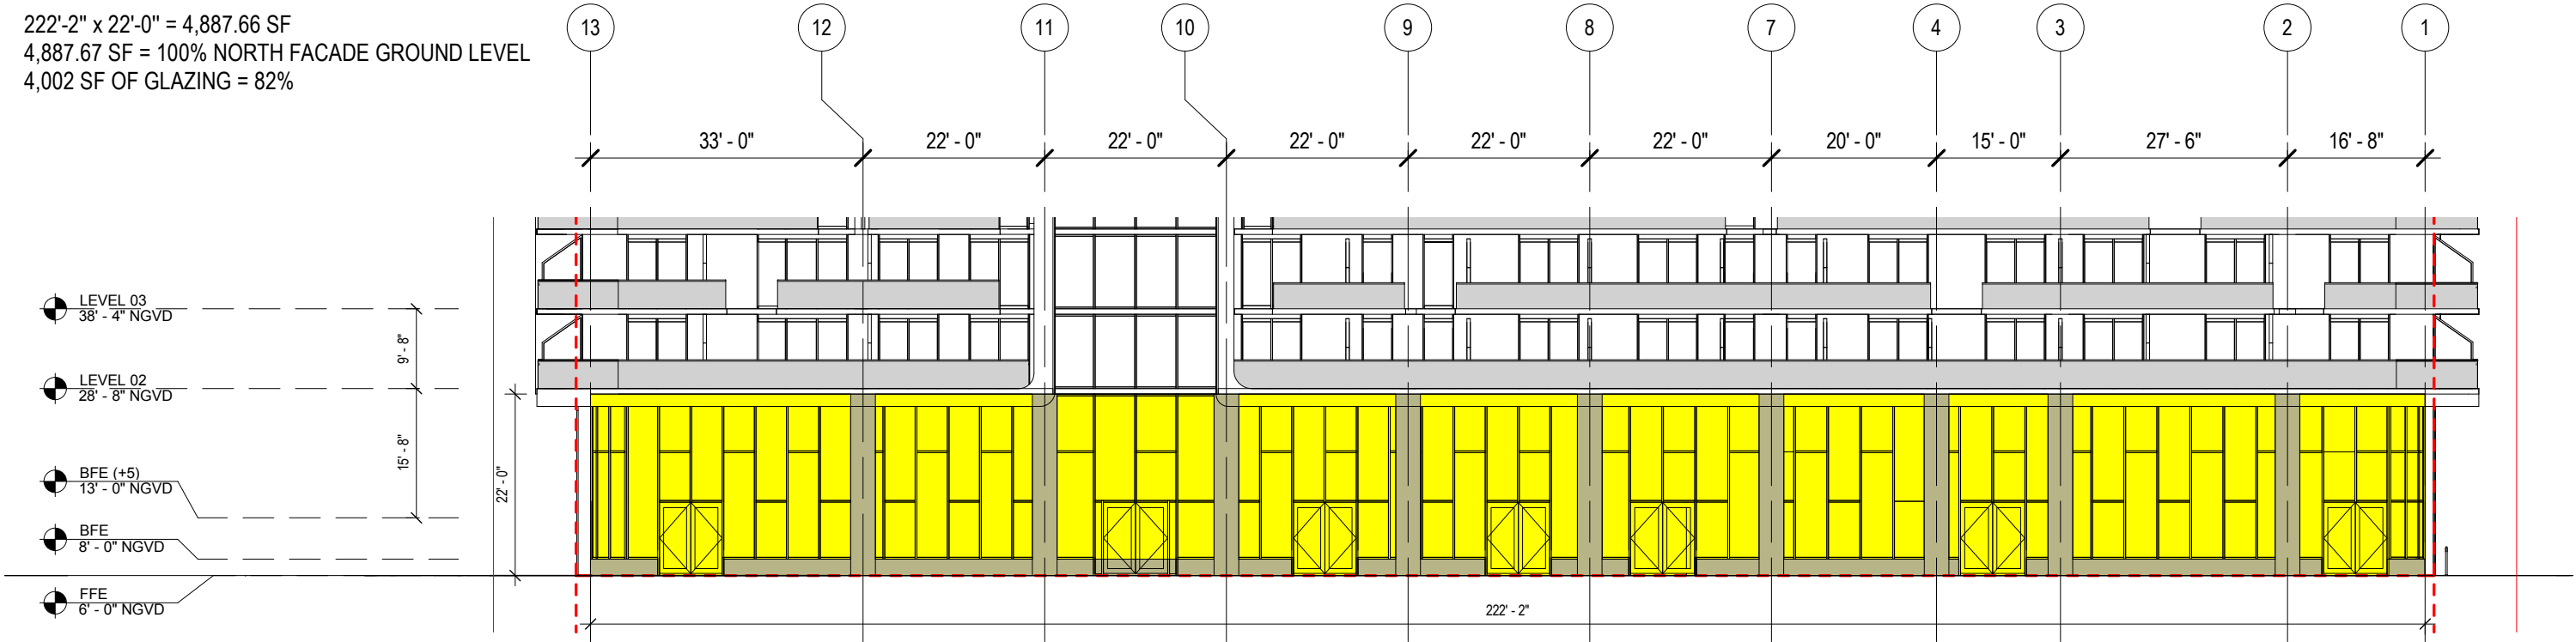 222'-2" x 22'-0" = 4,887.66 SF
4,887.67 SF = 100% NORTH FACADE GROUND LEVEL
4,002 SF OF GLAZING = 82%
13 12 11 10 9 8 7 4 3 2 1
33' - 0" 22' - 0" 22' - 0" 22' - 0" 22' - 0" 22' - 0" 20' - 0" 15' - 0" 27' - 6" 16' - 8"
LEVEL 03
38' - 4" NGVD
9' - 8"
LEVEL 02
28' - 8" NGVD
15' - 8"
22' - 0"
BFE (+5)
13' - 0" NGVD
BFE
8' - 0" NGVD
FFE
6' - 0" NGVD
222' - 2"